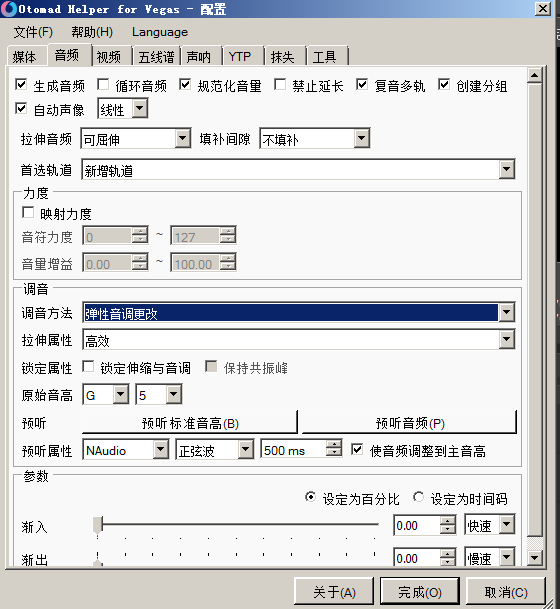 Otomad Helper for Vegas - 配置
文件(F) 帮助(H) Language
媒体 音频 视频 五线谱 声呐 YTP 抹失 工具
生成音频 循环音频 规范化音量 禁止延长 复音多轨 创建分组
自动声像 线性
拉伸音频 可屈伸 填补间隙 不填补
首选轨道 新增轨道
力度
映射力度
音符力度 0 ~ 127
音量增益 0.00 ~ 100.00
调音
调音方法 弹性音调更改
拉伸属性 高效
锁定属性 锁定伸缩与音调 保持共振峰
原始音高 G 5
预听 预听标准音高(B) 预听音频(P)
预听属性 NAudio 正弦波 500 ms 使音频调整到主音高
参数
设定为百分比 设定为时间码
渐入 0.00 快速
渐出 0.00 慢速
关于(A) 完成(O) 取消(C)